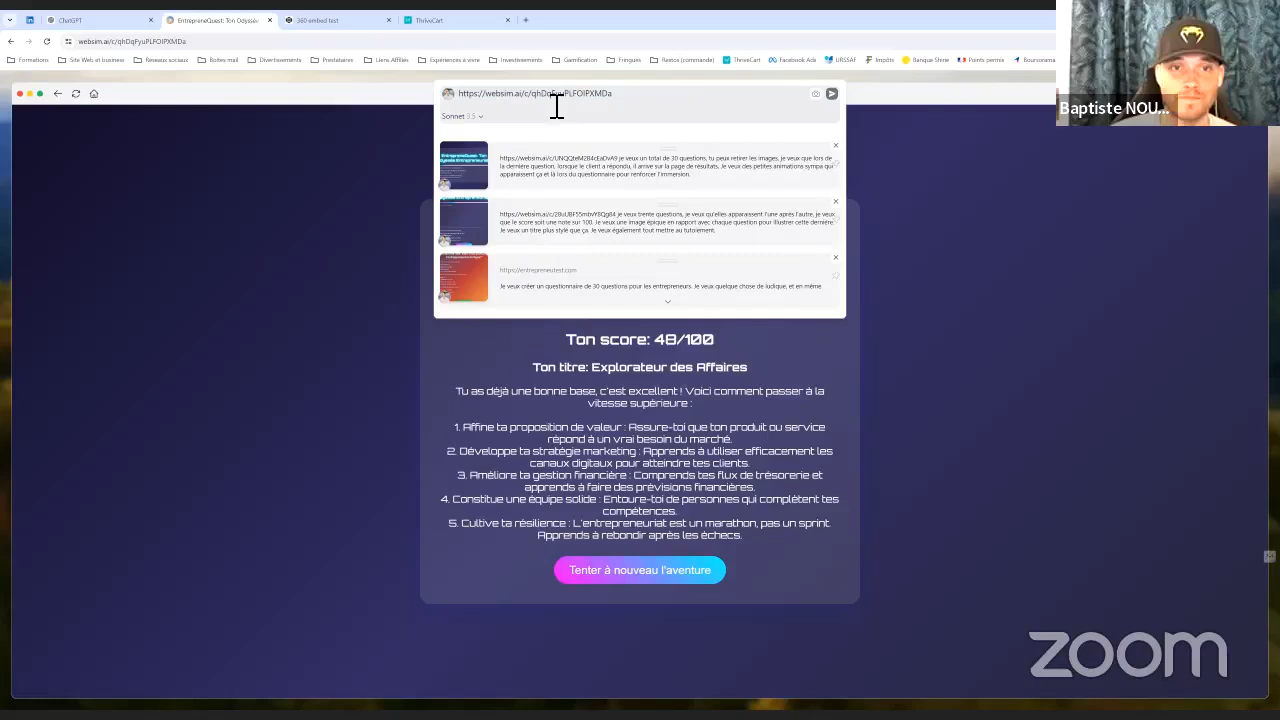 ChatGPT
EntrepreneQuest: Ton Odyssée
360 embed test
ThriveCart
websim.ai/c/qhDqFyuPLFOIPXMDa
Formations
Site Web et business
Réseaux sociaux
Boites mail
Divertissements
Prestataires
Liens Affiliés
Expériences à vivre
Investissements
Gamification
Fringues
Reetce (commande)
ThriveCart
Facebook Ads
URSSAF
Impôts
Banque Shine
Points permis
Boursorama
Baptiste NOU...
https://websim.ai/c/qhDqFyuPLFOIPXMDa
Sonnet 3.5
je veux un total de 30 questions, tu peux retirer les images, je veux que lors de
la dernière question, lorsque le client a répondu, il arrive sur la page de résultats. Je veux des petites animations sympa qui
apparaissent ça et là lors du questionnaire pour renforcer l'immersion.
je veux trente questions, je veux qu'elles apparaissent l'une après l'autre, je veux
que le score soit une note sur 100. Je veux une image épique en rapport avec chaque question pour illustrer cette dernière
Je veux un titre plus stylé que ça. Je veux également tout mettre au tutoiement.
https://entrepreneutest.com
Je veux créer un questionnaire de 30 questions pour les entrepreneurs. Je veux quelque chose de ludique, et en même
Ton score: 48/100
Ton titre: Explorateur des Affaires
Tu as déjà une bonne base, c'est excellent ! Voici comment passer à la
vitesse supérieure :
1. Affine ta proposition de valeur : Assure-toi que ton produit ou service
répond à un vrai besoin du marché.
2. Développe ta stratégie marketing : Apprends à utiliser efficacement les
canaux digitaux pour atteindre tes clients.
3. Améliore ta gestion financière : Comprends tes flux de trésorerie et
apprends à faire des prévisions financières.
4. Constitue une équipe solide : Entoure-toi de personnes qui complètent tes
compétences.
5. Cultive ta résilience : L'entrepreneuriat est un marathon, pas un sprint.
Apprends à rebondir après les échecs.
Tenter à nouveau l'aventure
zoom